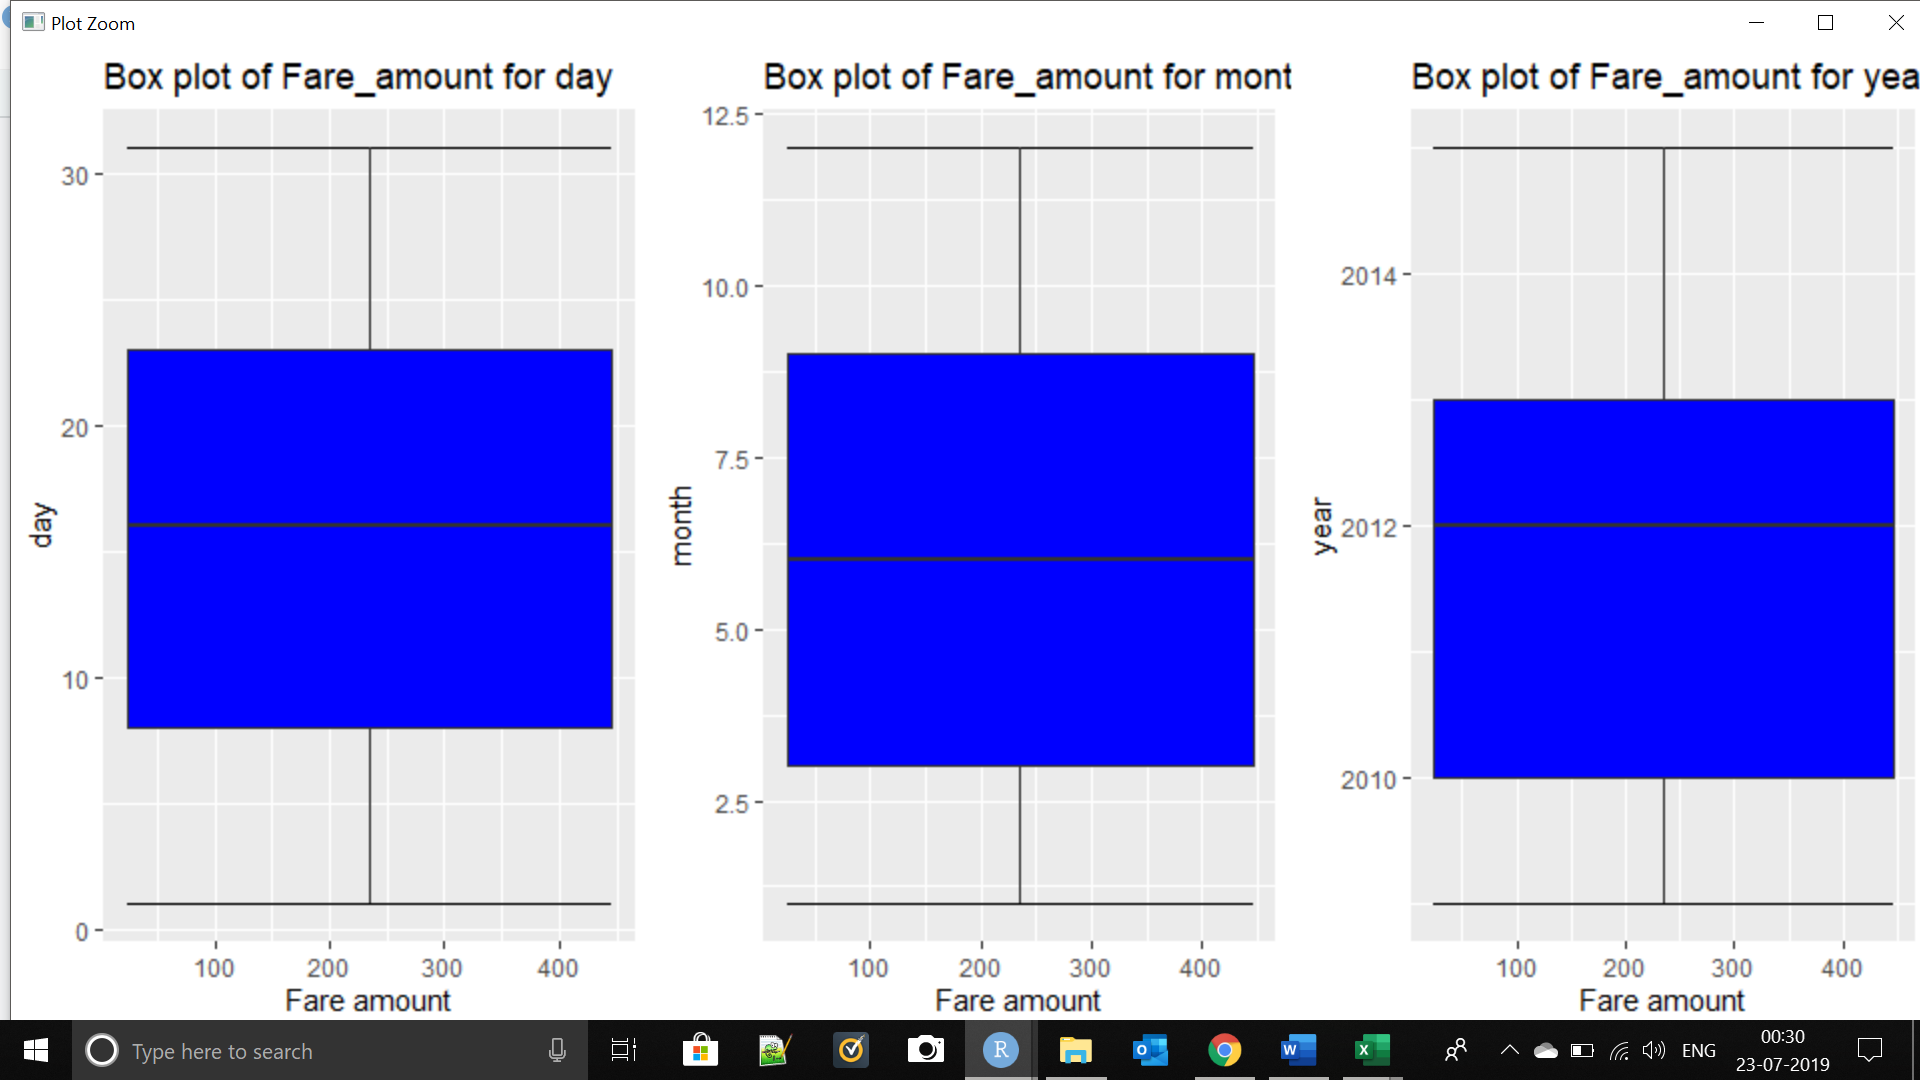 Plot Zoom
Box plot of Fare_amount for day
30
20
10
0
day
100 200 300 400
Fare amount
Box plot of Fare_amount for mont
12.5
10.0
7.5
5.0
2.5
month
100 200 300 400
Fare amount
Box plot of Fare_amount for yea
2014
2012
2010
year
100 200 300 400
Fare amount
Type here to search
R
O
W
X
ENG
00:30
23-07-2019